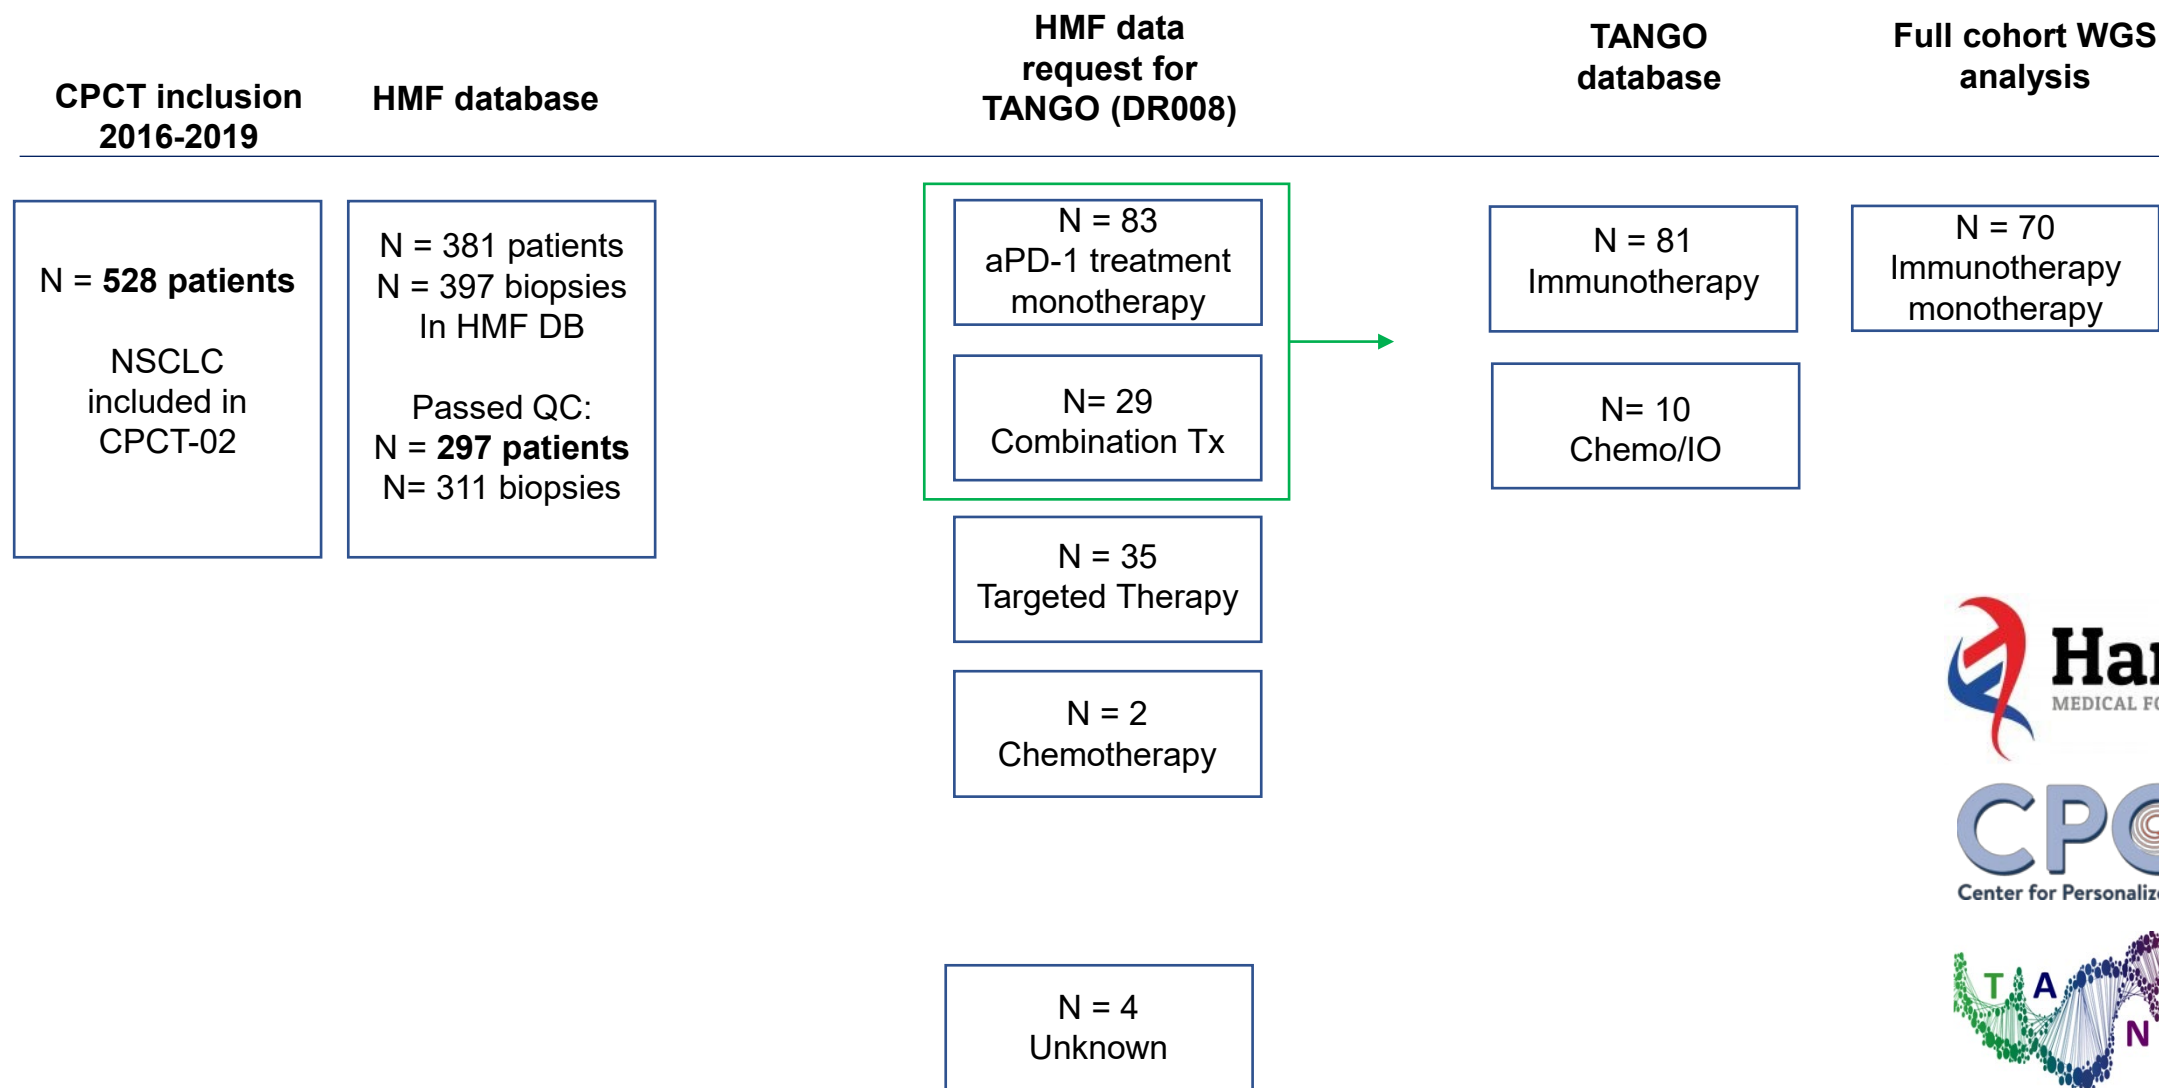 CPCT inclusion
2016-2019
HMF database
HMF data
request for
TANGO (DR008)
TANGO
database
Full cohort WGS
analysis
N = 528 patients
NSCLC
included in
CPCT-02
N = 381 patients
N = 397 biopsies
In HMF DB
Passed QC:
N = 297 patients
N= 311 biopsies
N = 83
aPD-1 treatment
monotherapy
N= 29
Combination Tx
N = 35
Targeted Therapy
N = 2
Chemotherapy
N = 4
Unknown
N = 81
Immunotherapy
N= 10
Chemo/IO
N = 70
Immunotherapy
monotherapy
MEDICAL
CPC
Center for
T A N